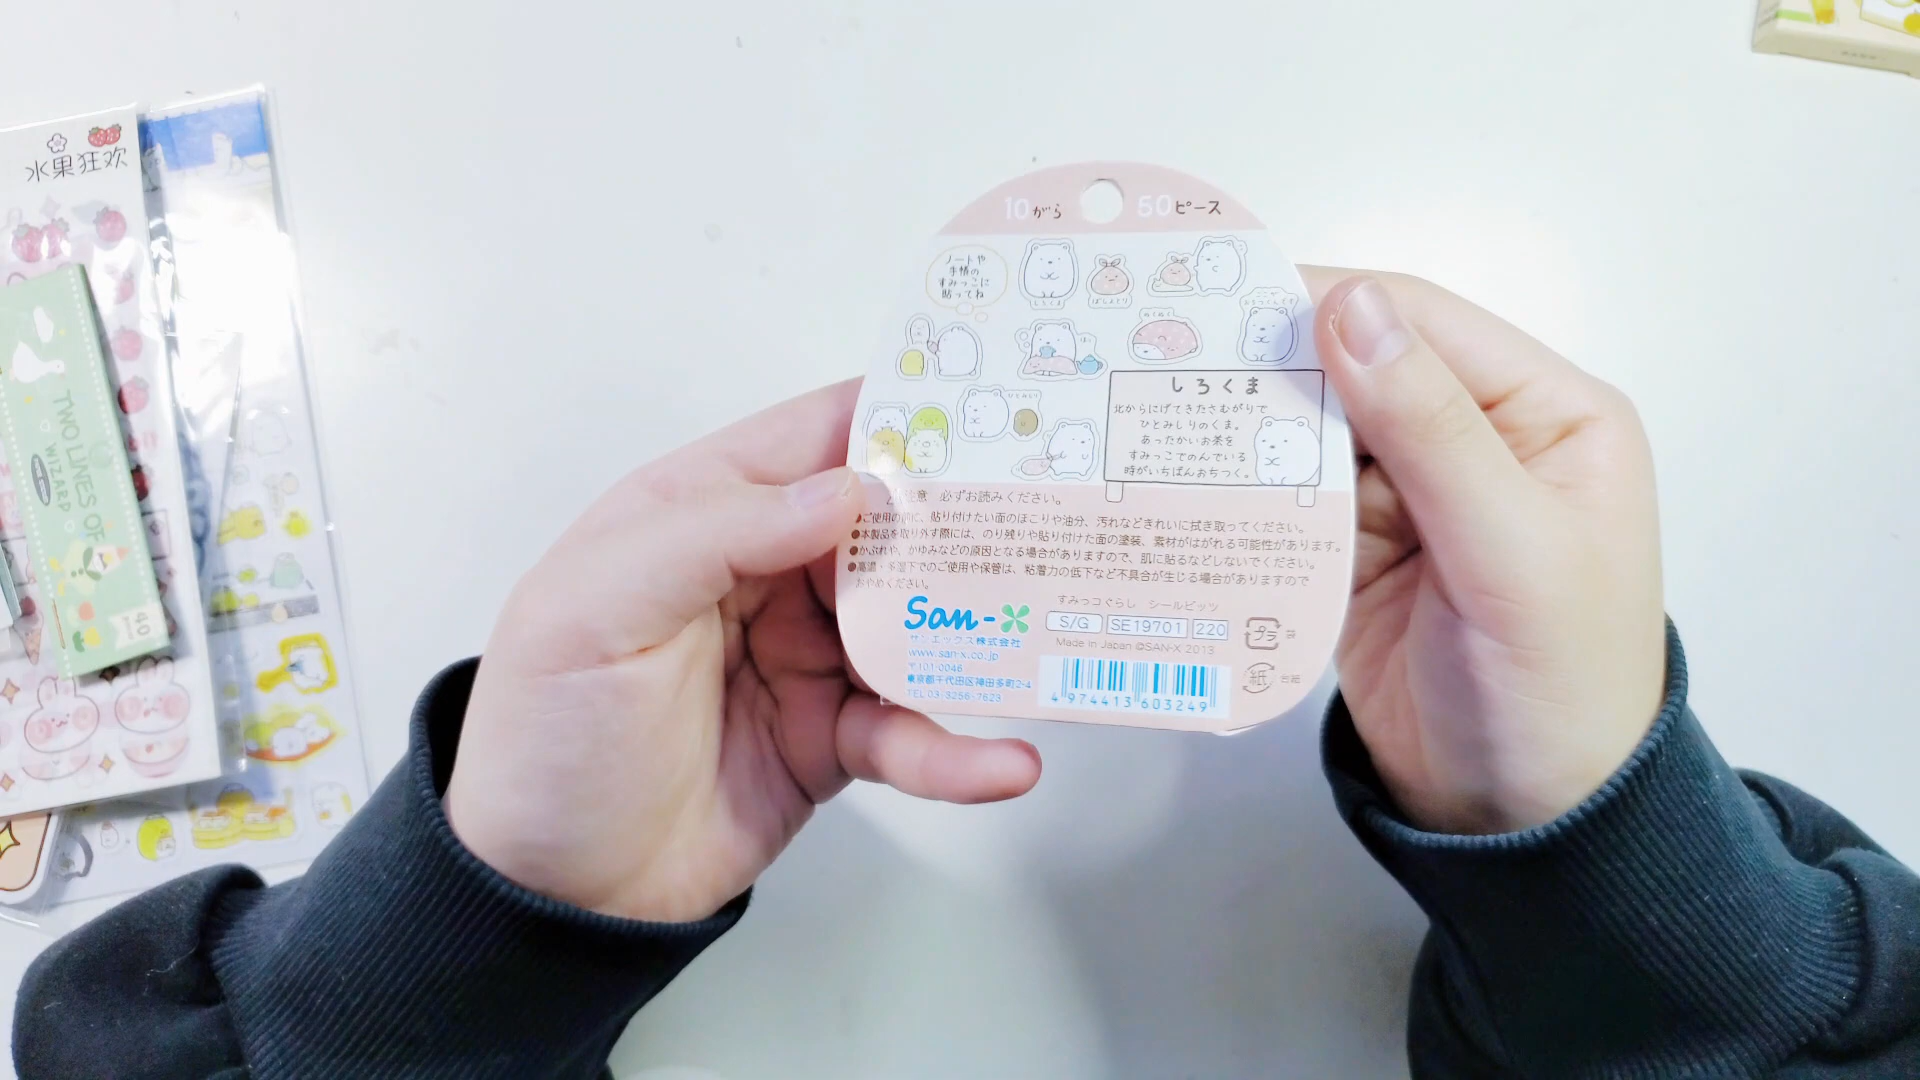 水果狂欢
TWO LINES OF
WIZARD
40
10がら 50ピース
ノートや
手帳の
すみっこに
貼ってね
しろくま
ぬくぬく
ひとみしり
しろくま
北からにげてきたさむがりで
ひとみしりのくま。
あったかいお茶を
すみっこでのんでいる
時がいちばんおちつく。
注意 必ずお読みください。
●ご使用の前に、貼り付けたい面のほこりや油分、汚れなどきれいに拭き取ってください。
●本製品を取り外す際には、のり残りや貼り付けた面の塗装、素材がはがれる可能性があります。
●かぶれや、かゆみなどの原因となる場合がありますので、肌に貼るなどしないでください。
●高温・多湿下でのご使用や保管は、粘着力の低下など不具合が生じる場合がありますので
おやめください。
すみっコぐらし シールビッツ
San-X
S/G SE19701 220
サンエックス株式会社
Made in Japan ©SAN-X 2013
www.san-x.co.jp
〒101-0046
東京都千代田区神田多町2-4
TEL 03-3256-7623
4 974413 603249
プラ 袋
紙 台紙